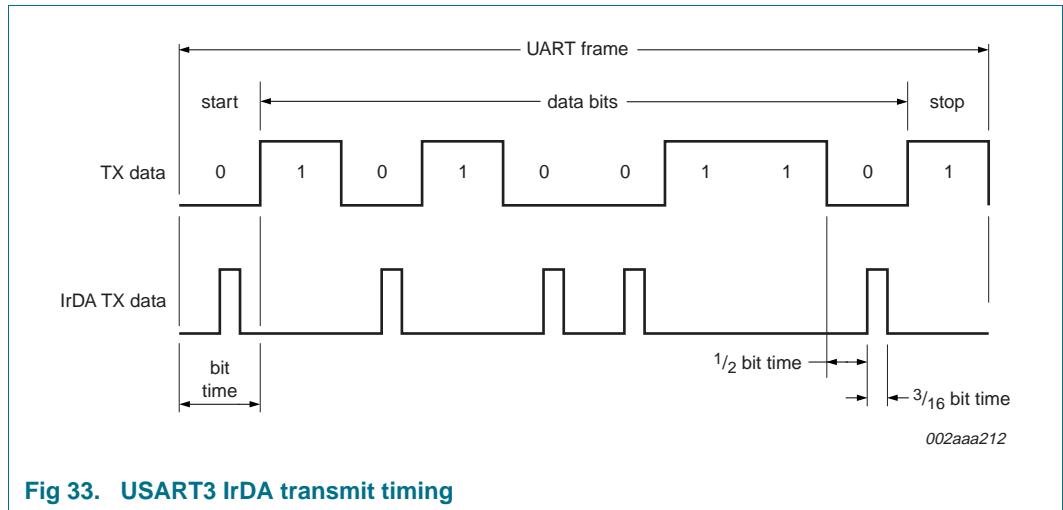 UART frame
start data bits stop
TX data 0 1 0 1 0 0 1 1 0 1
IrDA TX data
bit time
1/2 bit time
3/16 bit time
002aaa212
Fig 33. USART3 IrDA transmit timing